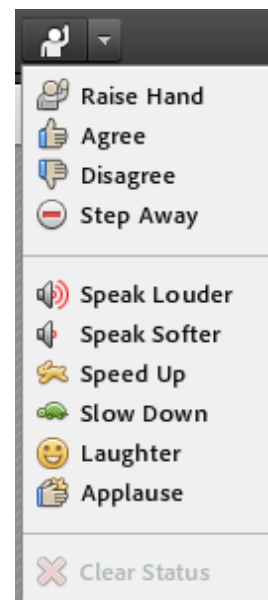 Raise Hand
Agree
Disagree
Step Away
Speak Louder
Speak Softer
Speed Up
Slow Down
Laughter
Applause
Clear Status